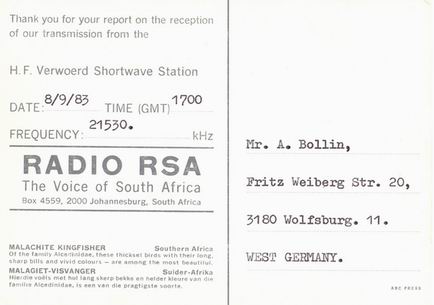 Thank you for your report on the reception
of our transmission from the
H.F. Verwoerd Shortwave Station
DATE: 8/9/83 TIME (GMT) 1700
FREQUENCY: 21530. kHz
RADIO RSA
The Voice of South Africa
Box 4559, 2000 Johannesburg, South Africa
MALACHITE KINGFISHER Southern Africa
Of the family Alcedinidae, these thickset birds with their long,
sharp bills and vivid colours – are among the most beautiful.
MALAGIET-VISVANGER Suider-Afrika
Hierdie voëls met hul lang skerp bekke en helder kleure van die
familie Alcedinidae, is een van die pragtigste soorte.
Mr. A. Bollin,
Fritz Weiberg Str. 20,
3180 Wolfsburg. 11.
WEST GERMANY.
ABC PRESS